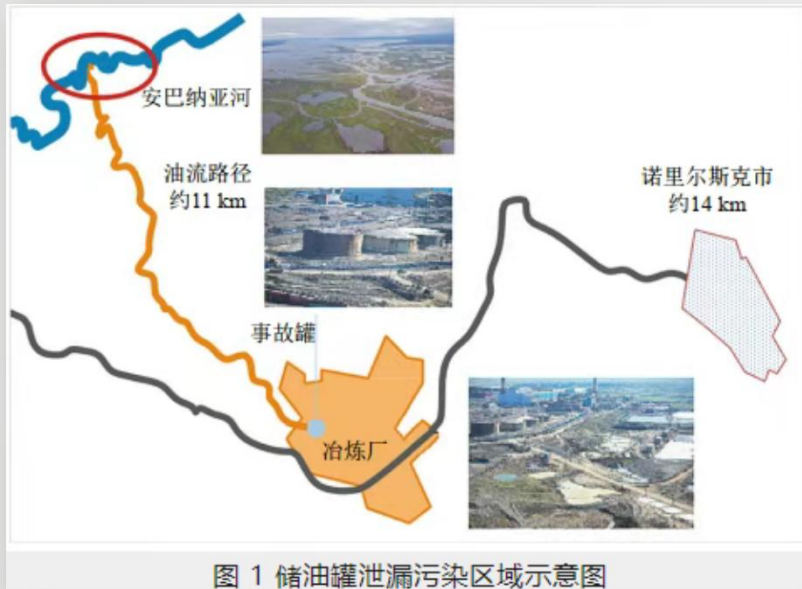 安巴纳亚河
油流路径
约11 km
诺里尔斯克市
约14 km
事故罐
冶炼厂
图 1 储油罐泄漏污染区域示意图